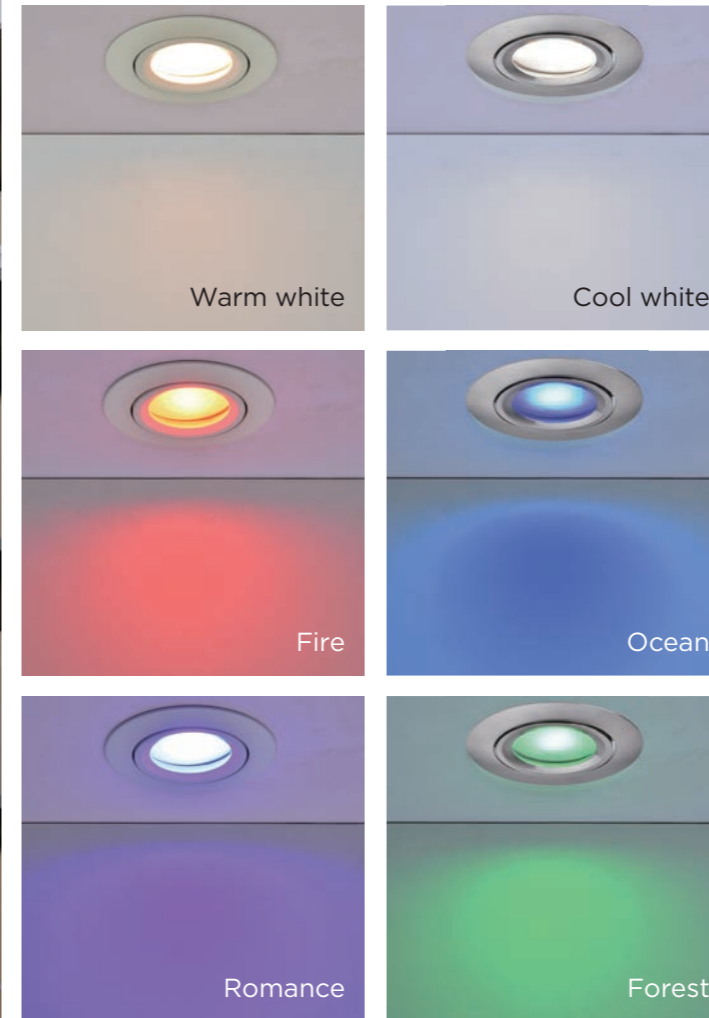 Warm white
Cool white
Fire
Ocean
Romance
Forest